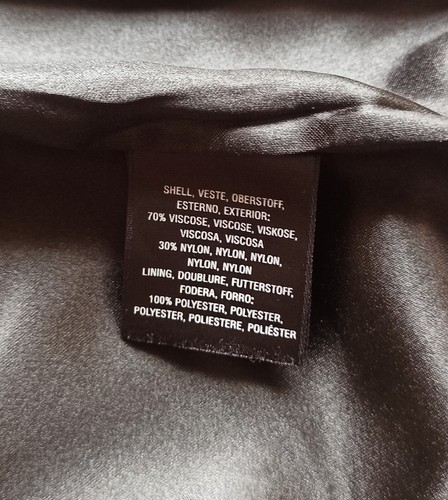 SHELL, VESTE, OBERSTOFF,
ESTERNO, EXTERIOR:
70% VISCOSE, VISCOSE, VISKOSE,
VISCOSA, VISCOSA
30% NYLON, NYLON, NYLON,
NYLON, NYLON
LINING, DOUBLURE, FUTTERSTOFF,
FODERA, FORRO:
100% POLYESTER, POLYESTER,
POLYESTER, POLIESTERE, POLIÉSTER